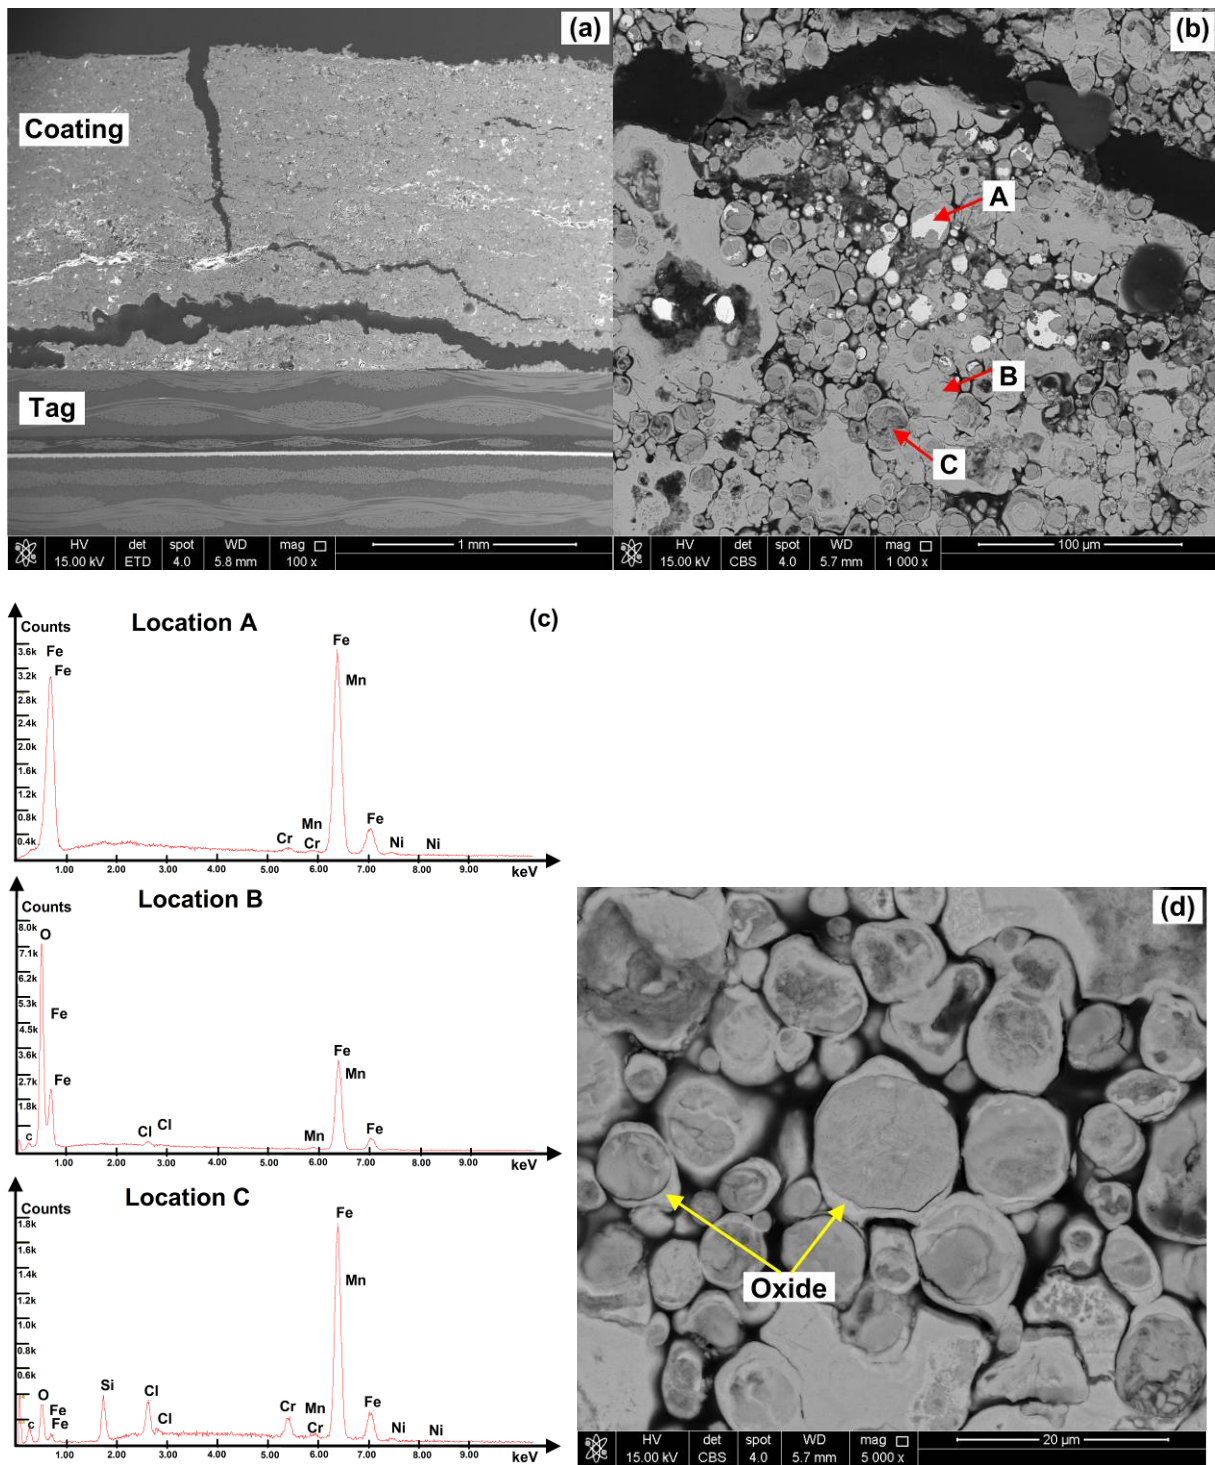 (a)
Coating
Tag
HV det spot WD mag
15.00 kV ETD 4.0 5.8 mm 100 x
1 mm
(b)
A
B
C
HV det spot WD mag
15.00 kV CBS 4.0 5.7 mm 1 000 x
100 µm
(c)
Location A
Counts
3.6k
3.2k
2.8k
2.4k
2.0k
1.6k
1.2k
0.8k
0.4k
Fe
Fe
Cr
Mn
Cr
Fe
Mn
Fe
Ni
Ni
1.00 2.00 3.00 4.00 5.00 6.00 7.00 8.00 9.00
keV
Location B
Counts
8.0k
7.1k
6.2k
5.3k
4.5k
3.6k
2.7k
1.8k
C
O
Fe
Fe
Cl
Cl
Mn
Fe
Mn
Fe
1.00 2.00 3.00 4.00 5.00 6.00 7.00 8.00 9.00
keV
Location C
Counts
1.8k
1.6k
1.4k
1.2k
1.0k
0.8k
0.6k
C
O
Fe
Fe
Si
Cl
Cl
Cr
Mn
Cr
Fe
Mn
Fe
Ni
Ni
1.00 2.00 3.00 4.00 5.00 6.00 7.00 8.00 9.00
keV
(d)
Oxide
HV det spot WD mag
15.00 kV CBS 4.0 5.7 mm 5 000 x
20 µm